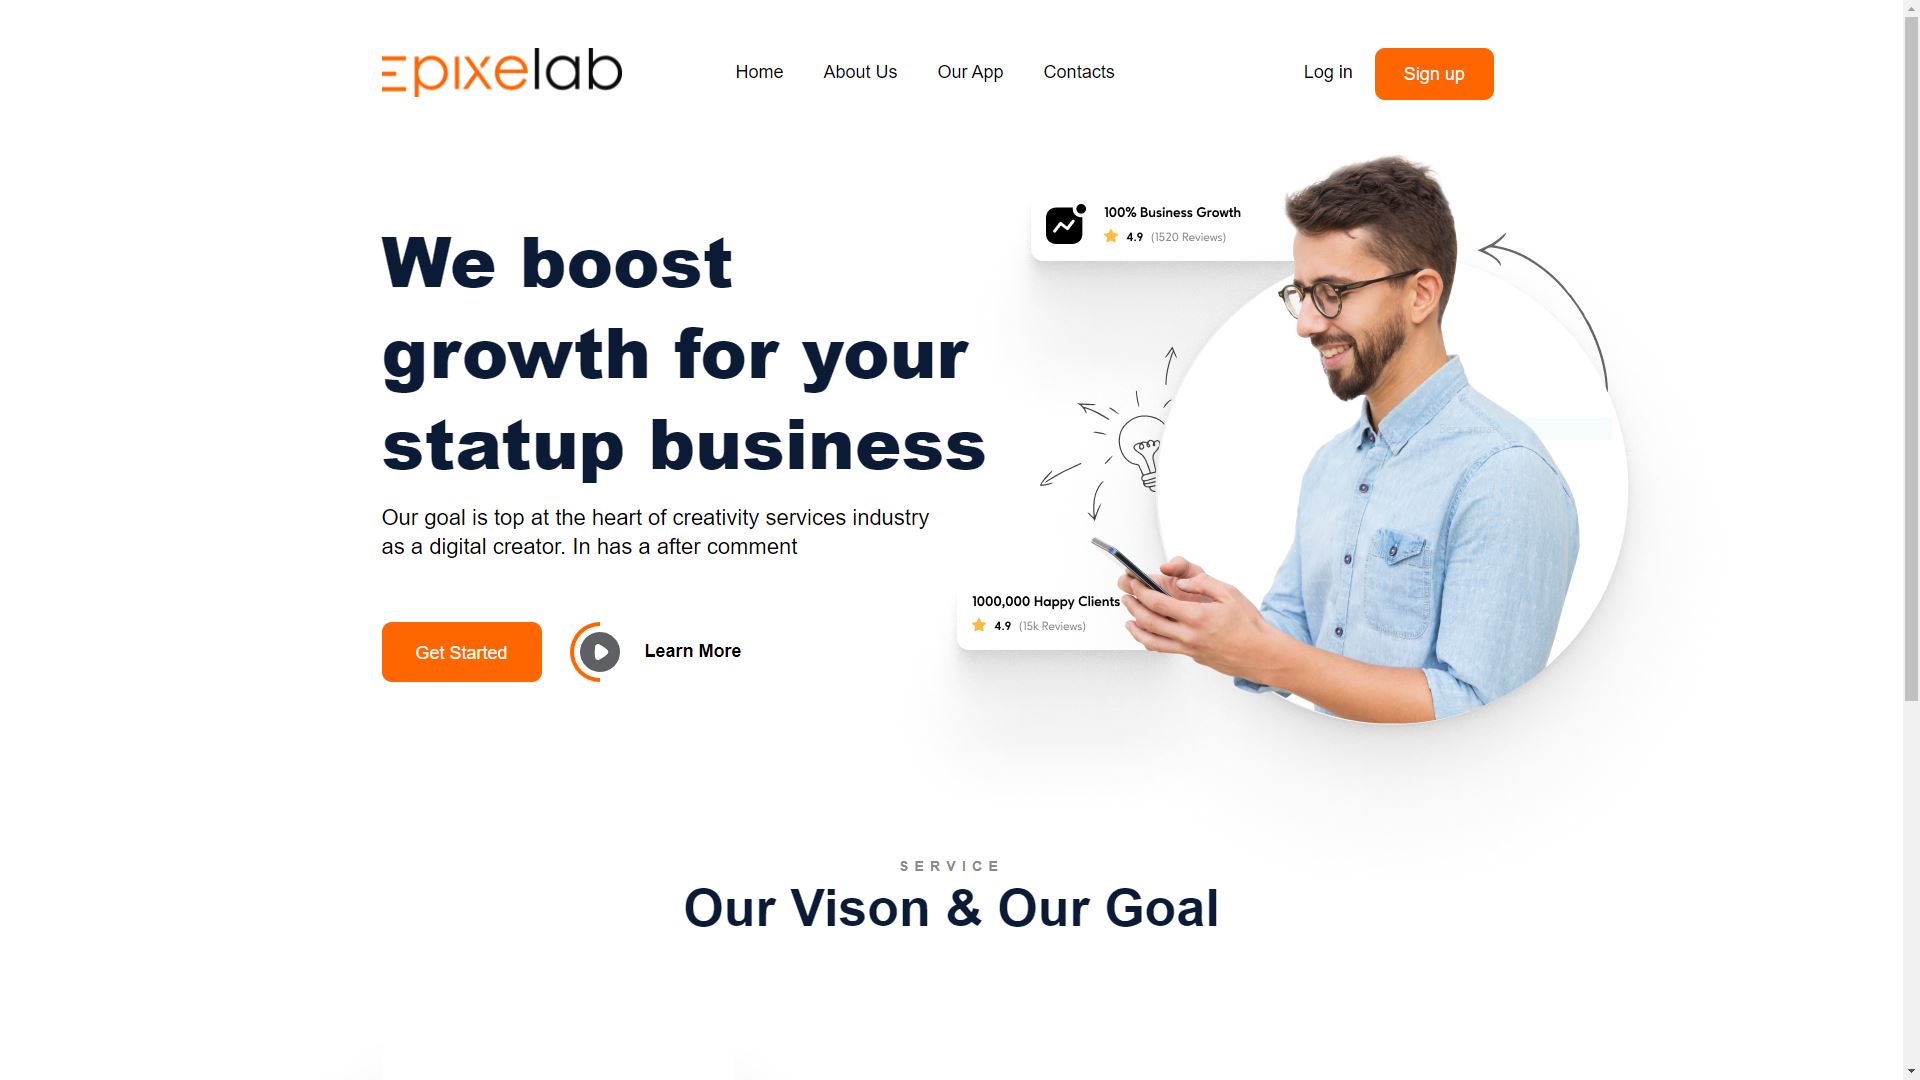 Epixelab
Home
About Us
Our App
Contacts
Log in
Sign up
We boost
growth for your
statup business
Our goal is top at the heart of creativity services industry
as a digital creator. In has a after comment
Get Started
Learn More
100% Business Growth
4.9 (1520 Reviews)
1000,000 Happy Clients
4.9 (15k Reviews)
SERVICE
Our Vison & Our Goal